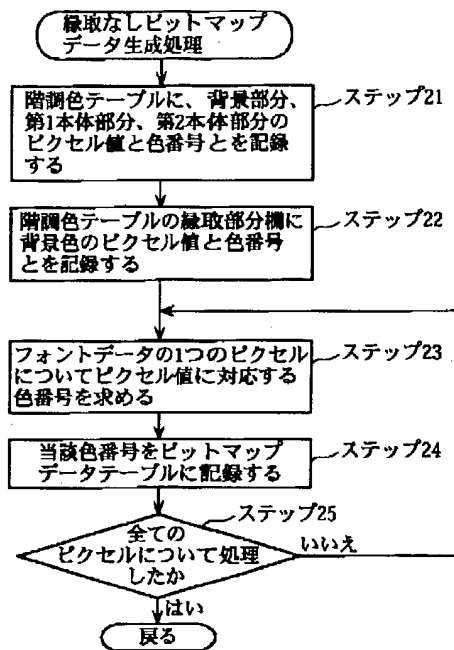 縁取なしビットマップ
データ生成処理
階調色テーブルに、背景部分、
第1本体部分、第2本体部分の
ピクセル値と色番号とを記録
する
ステップ21
階調色テーブルの縁取部分欄に
背景色のピクセル値と色番号
とを記録する
ステップ22
フォントデータの1つのピクセル
についてピクセル値に対応する
色番号を求める
ステップ23
当該色番号をビットマップ
データテーブルに記録する
ステップ24
ステップ25
全ての
ピクセルについて処理
したか
いいえ
はい
戻る